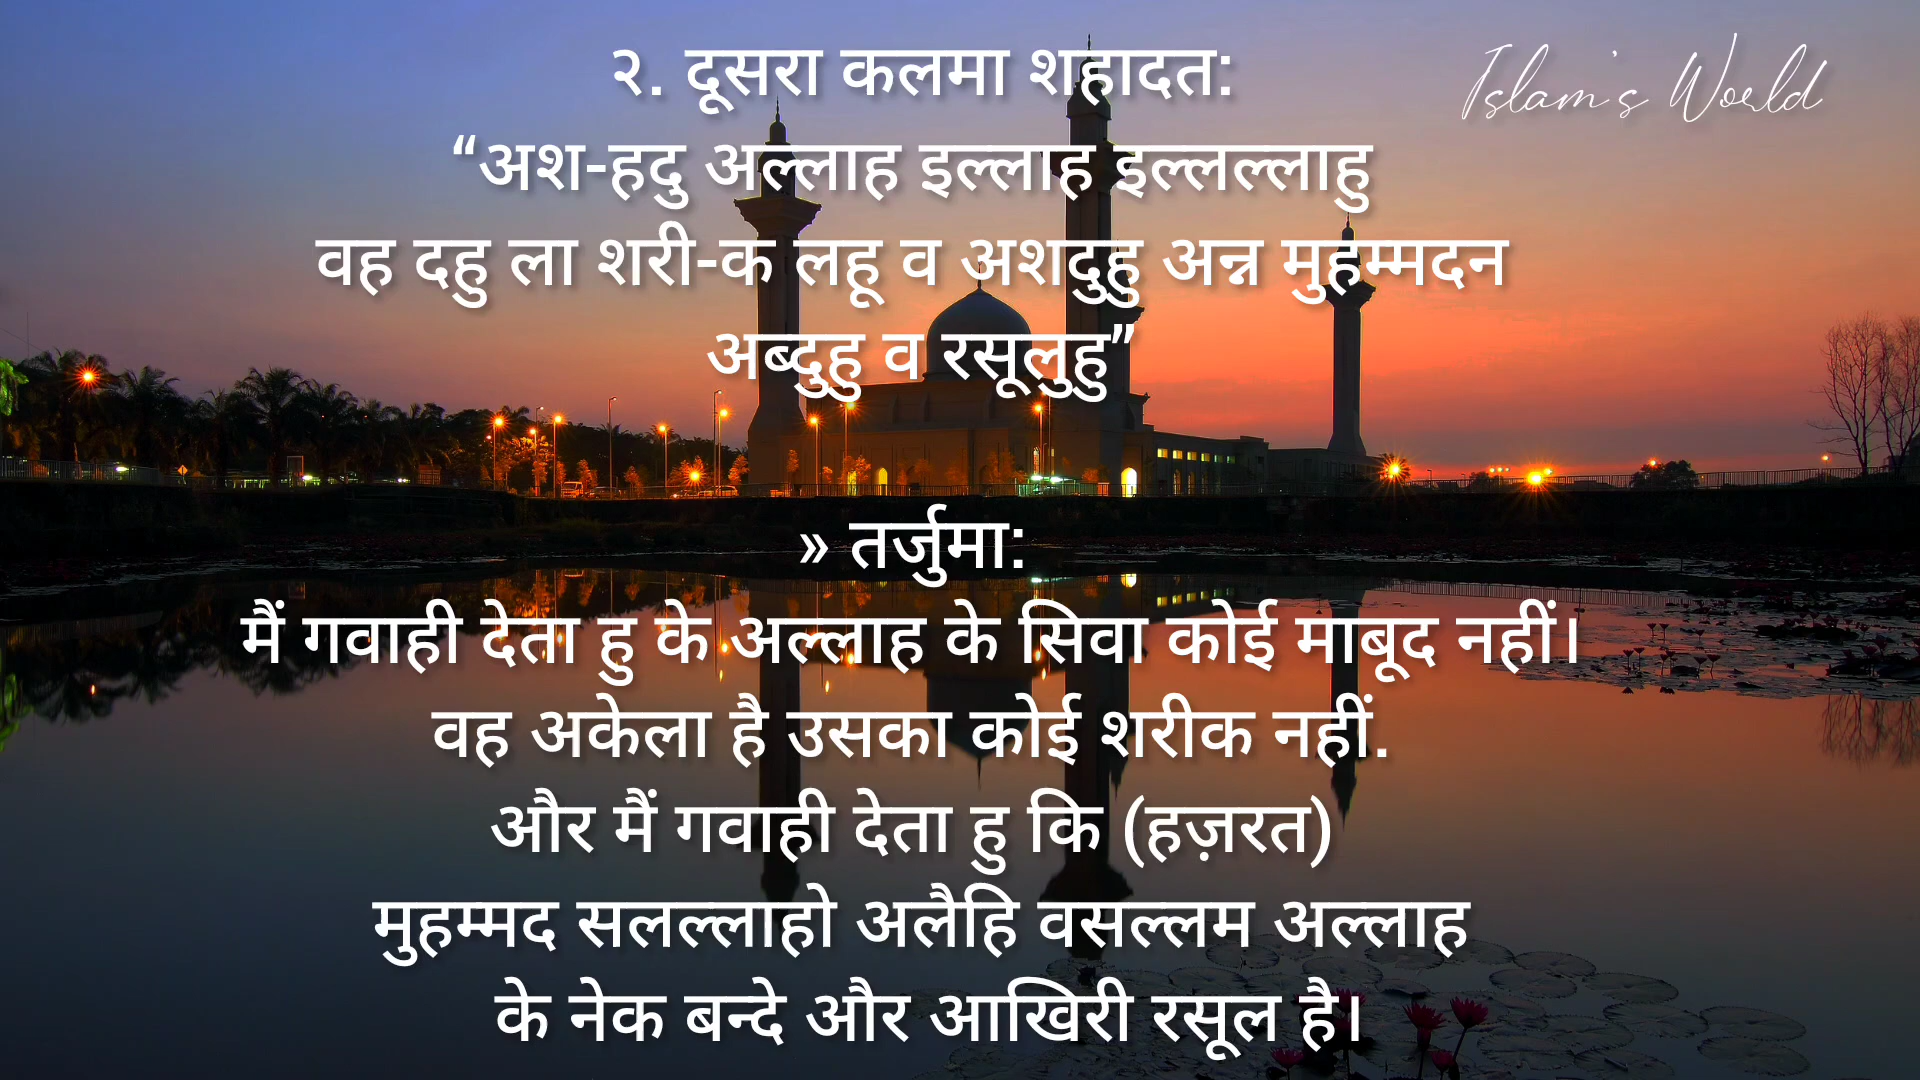 २. दूसरा कलमा शहादत:
Islam's World
“अश-हदु अल्लाह इल्लाह इल्लल्लाहु
वह दहु ला शरी-क लहू व अशदुहु अन्न मुहम्मदन
अब्दुहु व रसूलुहु”
» तर्जुमा:
मैं गवाही देता हु के अल्लाह के सिवा कोई माबूद नहीं।
वह अकेला है उसका कोई शरीक नहीं.
और मैं गवाही देता हु कि (हज़रत)
मुहम्मद सलल्लाहो अलैहि वसल्लम अल्लाह
के नेक बन्दे और आखिरी रसूल है।